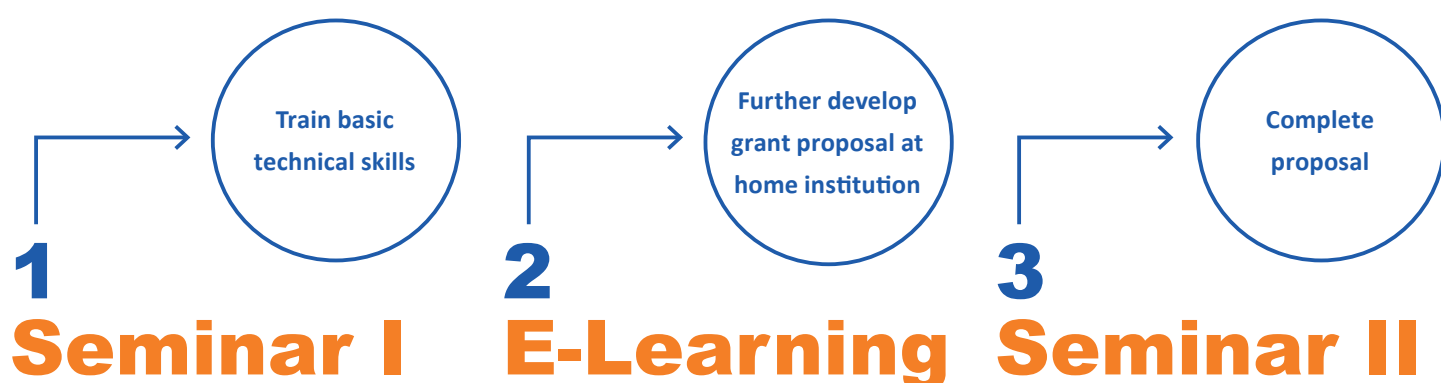 Train basic
technical skills
1
Seminar I
Further develop
grant proposal at
home institution
2
E-Learning
Complete
proposal
3
Seminar II